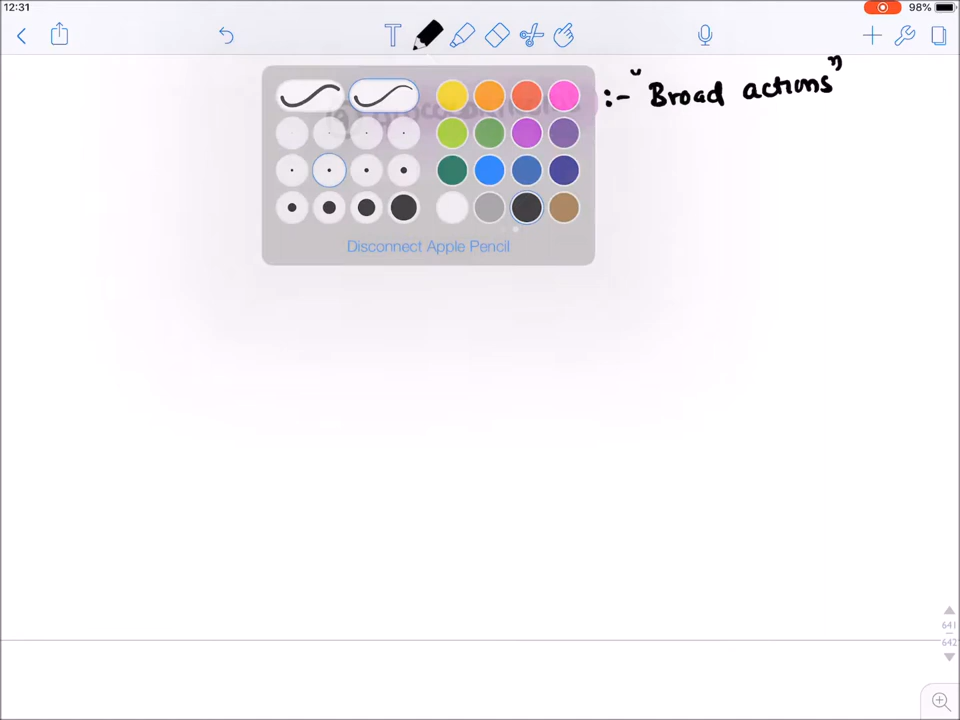 12:31
98%
:- "Broad actions"
Disconnect Apple Pencil
641
642